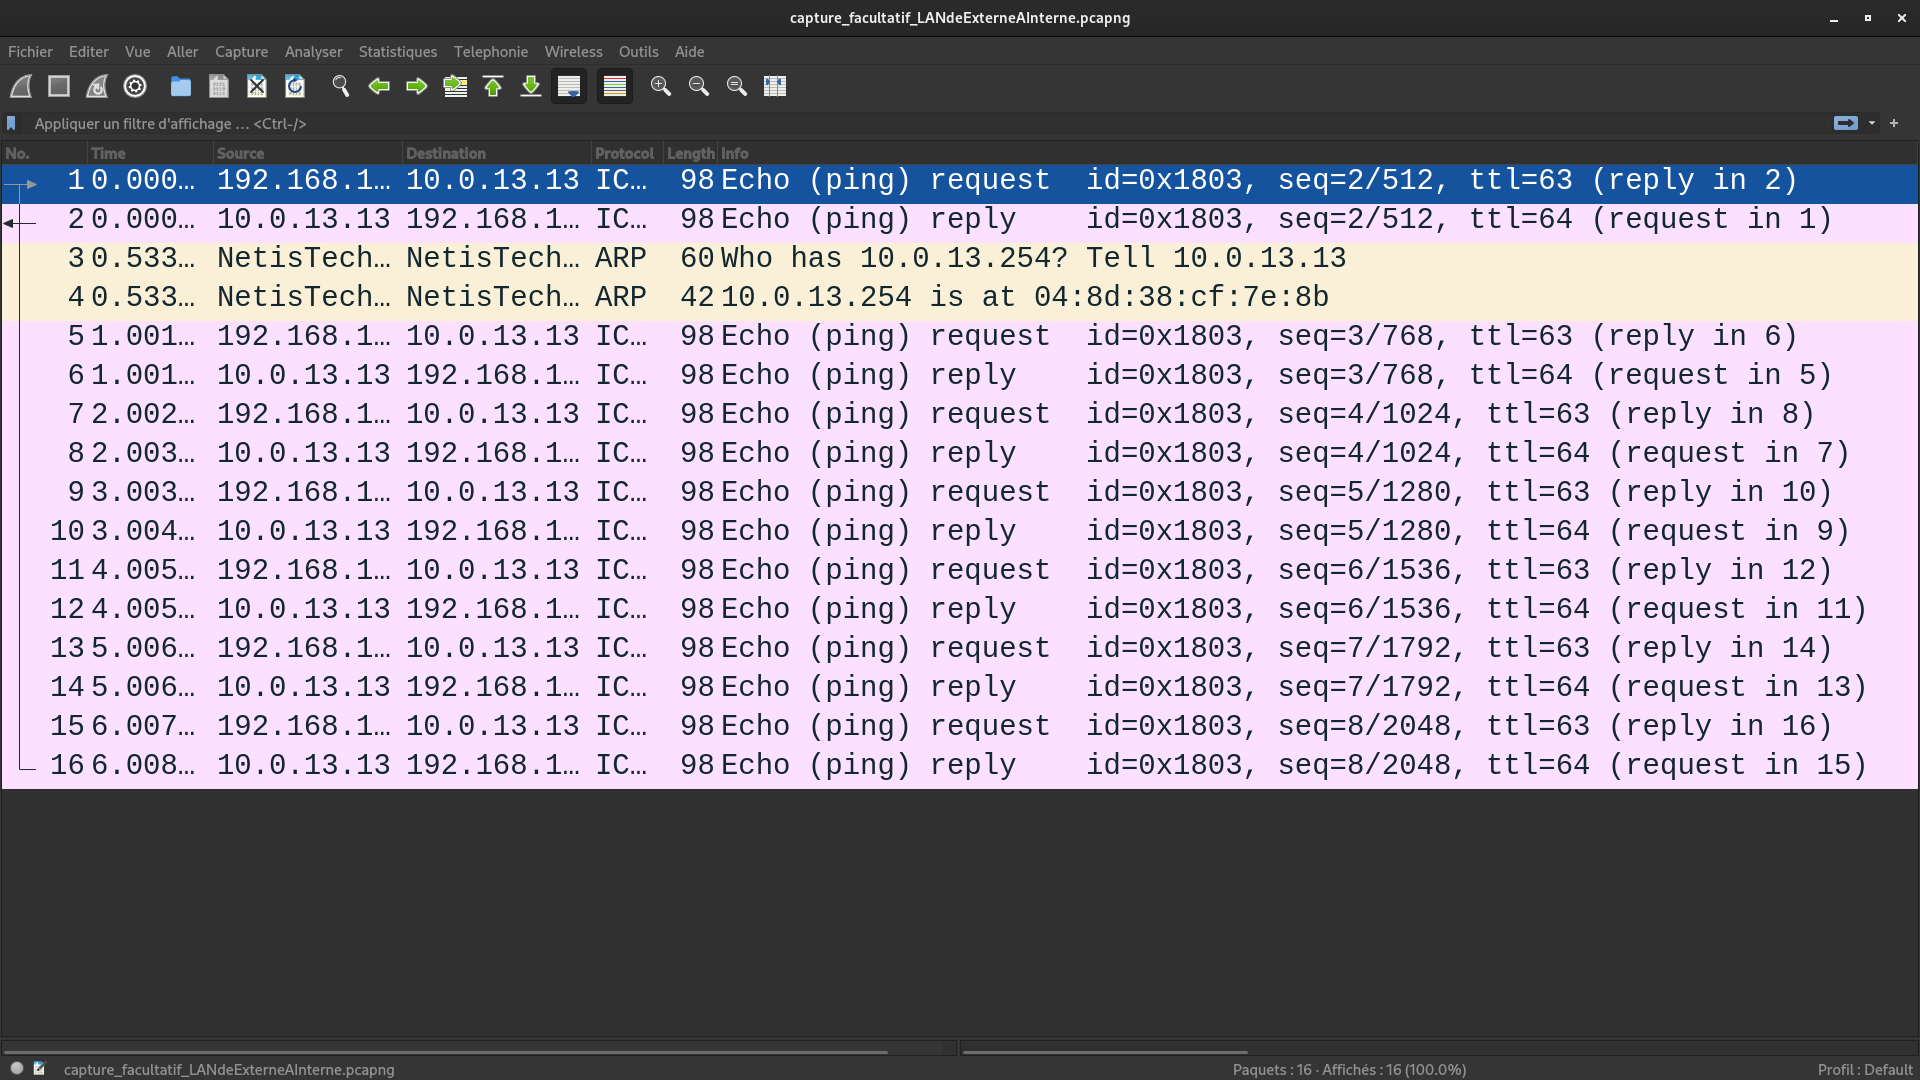 capture_facultatif_LANdeExterneAInterne.pcapng
Fichier Editer Vue Aller Capture Analyser Statistiques Telephonie Wireless Outils Aide
Appliquer un filtre d'affichage … <Ctrl-/>
No. Time Source Destination Protocol Length Info
1 0.000… 192.168.1… 10.0.13.13 IC… 98 Echo (ping) request id=0x1803, seq=2/512, ttl=63 (reply in 2)
2 0.000… 10.0.13.13 192.168.1… IC… 98 Echo (ping) reply id=0x1803, seq=2/512, ttl=64 (request in 1)
3 0.533… NetisTech… NetisTech… ARP 60 Who has 10.0.13.254? Tell 10.0.13.13
4 0.533… NetisTech… NetisTech… ARP 42 10.0.13.254 is at 04:8d:38:cf:7e:8b
5 1.001… 192.168.1… 10.0.13.13 IC… 98 Echo (ping) request id=0x1803, seq=3/768, ttl=63 (reply in 6)
6 1.001… 10.0.13.13 192.168.1… IC… 98 Echo (ping) reply id=0x1803, seq=3/768, ttl=64 (request in 5)
7 2.002… 192.168.1… 10.0.13.13 IC… 98 Echo (ping) request id=0x1803, seq=4/1024, ttl=63 (reply in 8)
8 2.003… 10.0.13.13 192.168.1… IC… 98 Echo (ping) reply id=0x1803, seq=4/1024, ttl=64 (request in 7)
9 3.003… 192.168.1… 10.0.13.13 IC… 98 Echo (ping) request id=0x1803, seq=5/1280, ttl=63 (reply in 10)
10 3.004… 10.0.13.13 192.168.1… IC… 98 Echo (ping) reply id=0x1803, seq=5/1280, ttl=64 (request in 9)
11 4.005… 192.168.1… 10.0.13.13 IC… 98 Echo (ping) request id=0x1803, seq=6/1536, ttl=63 (reply in 12)
12 4.005… 10.0.13.13 192.168.1… IC… 98 Echo (ping) reply id=0x1803, seq=6/1536, ttl=64 (request in 11)
13 5.006… 192.168.1… 10.0.13.13 IC… 98 Echo (ping) request id=0x1803, seq=7/1792, ttl=63 (reply in 14)
14 5.006… 10.0.13.13 192.168.1… IC… 98 Echo (ping) reply id=0x1803, seq=7/1792, ttl=64 (request in 13)
15 6.007… 192.168.1… 10.0.13.13 IC… 98 Echo (ping) request id=0x1803, seq=8/2048, ttl=63 (reply in 16)
16 6.008… 10.0.13.13 192.168.1… IC… 98 Echo (ping) reply id=0x1803, seq=8/2048, ttl=64 (request in 15)
capture_facultatif_LANdeExterneAInterne.pcapng Paquets : 16 · Affichés : 16 (100.0%) Profil : Default